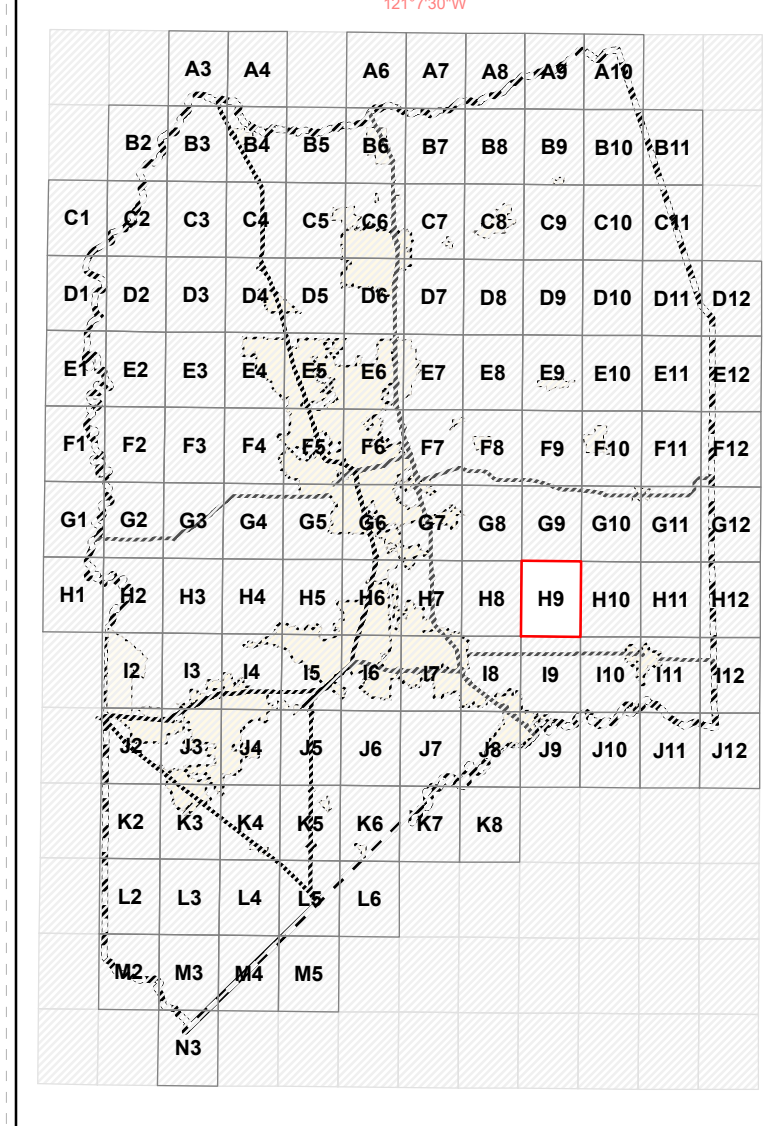 121°7'30"W
A3 A4 A6 A7 A8 A9 A10
B2 B3 B4 B5 B6 B7 B8 B9 B10 B11
C1 C2 C3 C4 C5 C6 C7 C8 C9 C10 C11
D1 D2 D3 D4 D5 D6 D7 D8 D9 D10 D11 D12
E1 E2 E3 E4 E5 E6 E7 E8 E9 E10 E11 E12
F1 F2 F3 F4 F5 F6 F7 F8 F9 F10 F11 F12
G1 G2 G3 G4 G5 G6 G7 G8 G9 G10 G11 G12
H1 H2 H3 H4 H5 H6 H7 H8 H9 H10 H11 H12
I2 I3 I4 I5 I6 I7 I8 I9 I10 I11 I12
J2 J3 J4 J5 J6 J7 J8 J9 J10 J11 J12
K2 K3 K4 K5 K6 K7 K8
L2 L3 L4 L5 L6
M2 M3 M4 M5
N3